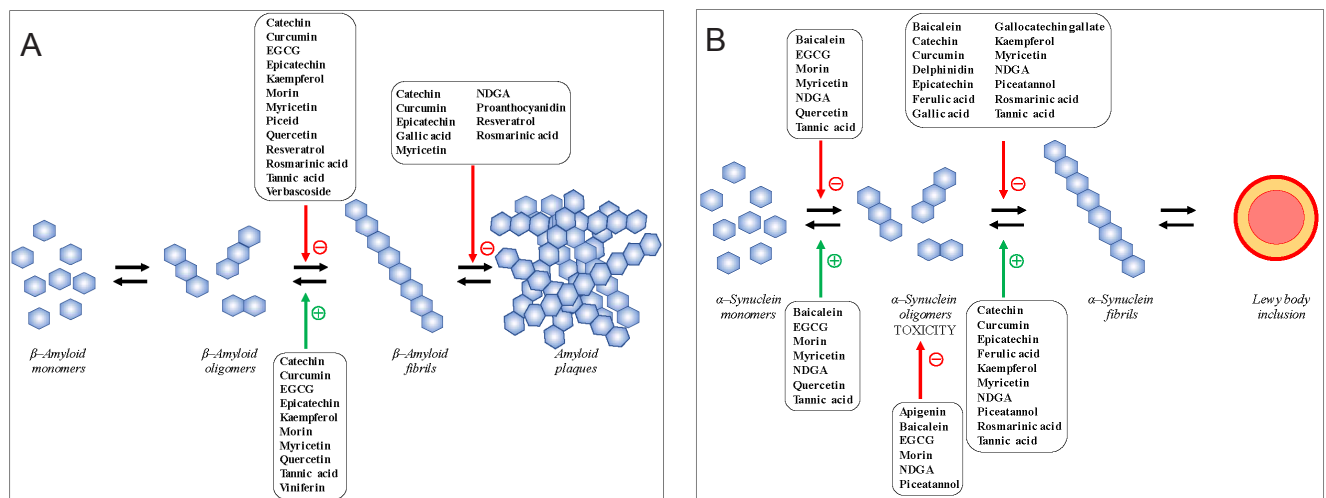 A
Catechin
Curcumin
EGCG
Epicatechin
Kaempferol
Morin
Myricetin
Piceid
Quercetin
Resveratrol
Rosmarinic acid
Tannic acid
Verbascoside
Catechin NDGA
Curcumin Proanthocyanidin
Epicatechin Resveratrol
Gallic acid Rosmarinic acid
Myricetin
⊖
⊖
⊕
β–Amyloid
monomers
β–Amyloid
oligomers
β–Amyloid
fibrils
Amyloid
plaques
Catechin
Curcumin
EGCG
Epicatechin
Kaempferol
Morin
Myricetin
Quercetin
Tannic acid
Viniferin
B
Baicalein
EGCG
Morin
Myricetin
NDGA
Quercetin
Tannic acid
Baicalein Gallocatechin gallate
Catechin Kaempferol
Curcumin Myricetin
Delphinidin NDGA
Epicatechin Piceatannol
Ferulic acid Rosmarinic acid
Gallic acid Tannic acid
⊖
⊖
⊕
⊕
α–Synuclein
monomers
α–Synuclein
oligomers
TOXICITY
α–Synuclein
fibrils
Lewy body
inclusion
Baicalein
EGCG
Morin
Myricetin
NDGA
Quercetin
Tannic acid
⊖
Apigenin
Baicalein
EGCG
Morin
NDGA
Piceatannol
Catechin
Curcumin
Epicatechin
Ferulic acid
Kaempferol
Myricetin
NDGA
Piceatannol
Rosmarinic acid
Tannic acid